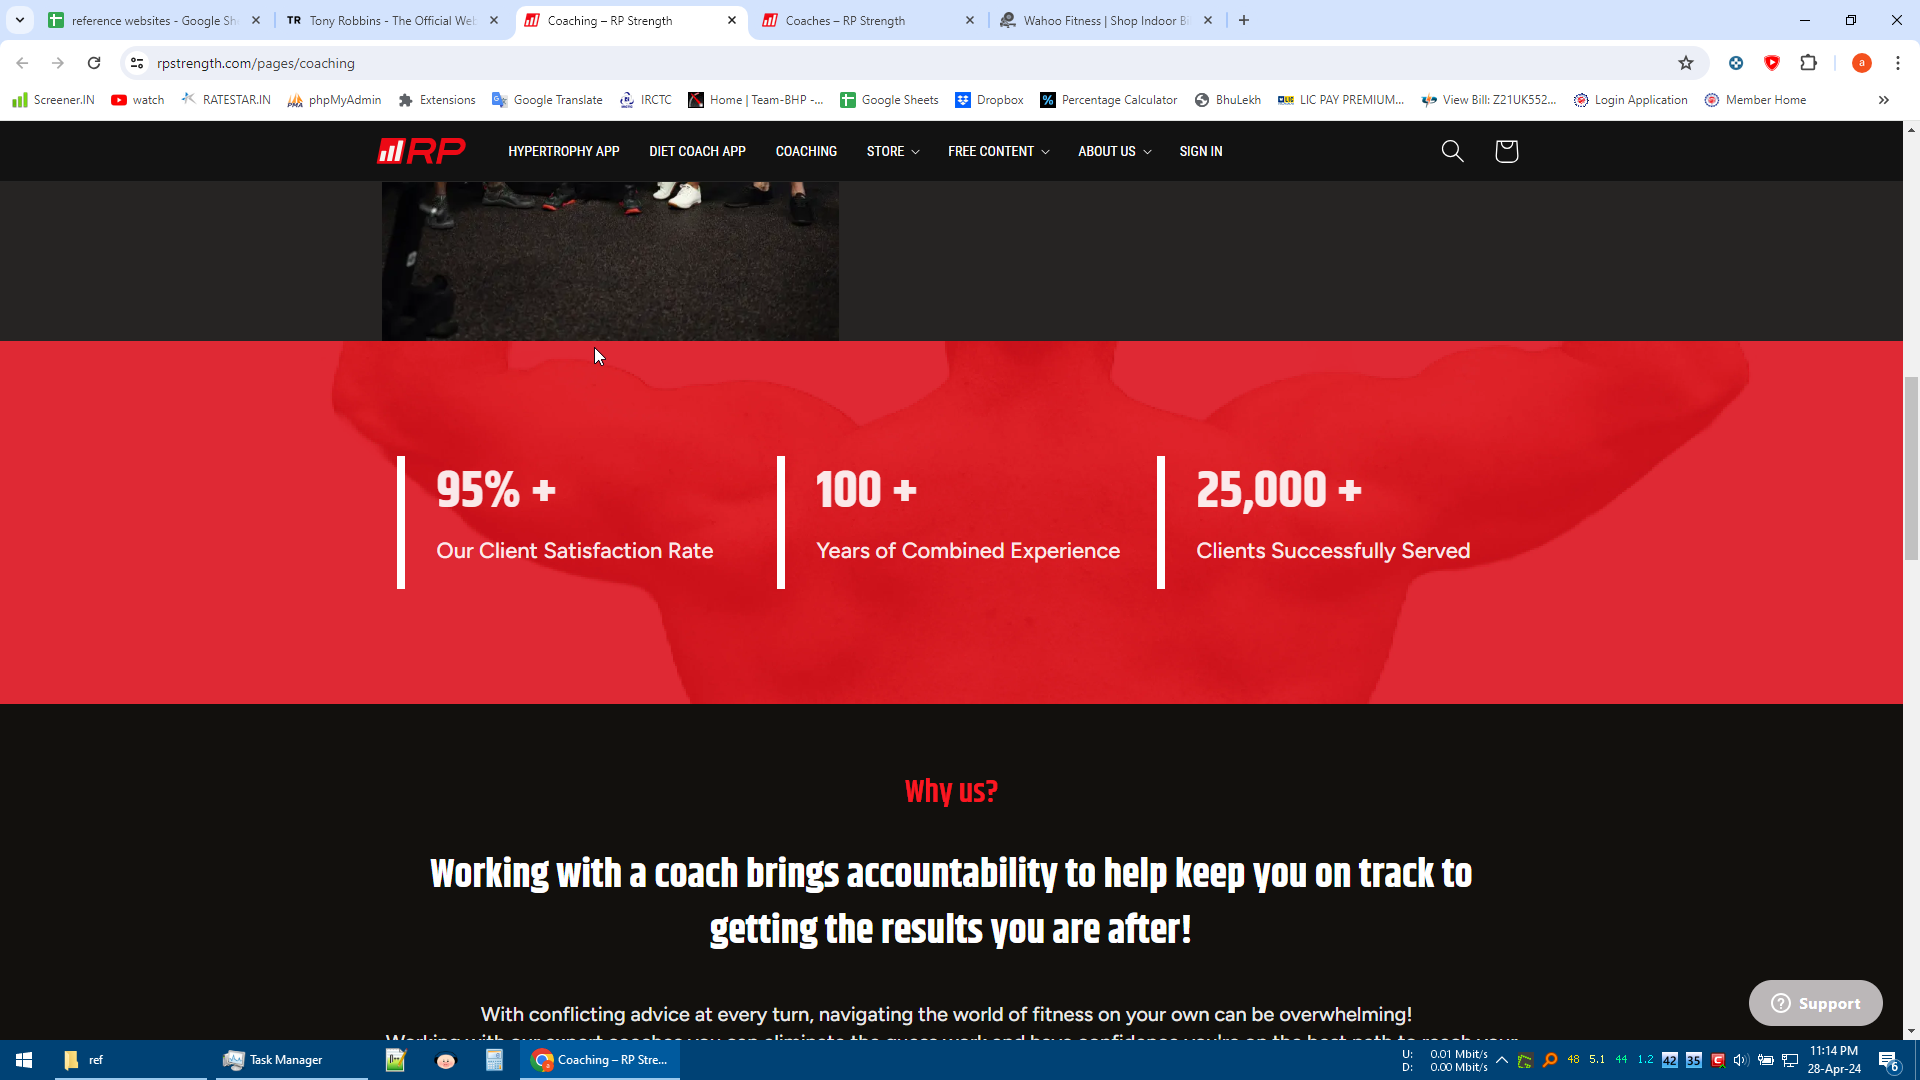 reference websites - Google She
Tony Robbins - The Official Web
Coaching – RP Strength
Coaches – RP Strength
Wahoo Fitness | Shop Indoor Bi
rpstrength.com/pages/coaching
a
Screener.IN
watch
RATESTAR.IN
phpMyAdmin
Extensions
Google Translate
IRCTC
Home | Team-BHP -...
Google Sheets
Dropbox
Percentage Calculator
BhuLekh
LIC PAY PREMIUM...
View Bill: Z21UK552...
Login Application
Member Home
RP
HYPERTROPHY APP
DIET COACH APP
COACHING
STORE
FREE CONTENT
ABOUT US
SIGN IN
95% +
Our Client Satisfaction Rate
100 +
Years of Combined Experience
25,000 +
Clients Successfully Served
Why us?
Working with a coach brings accountability to help keep you on track to
getting the results you are after!
With conflicting advice at every turn, navigating the world of fitness on your own can be overwhelming!
Support
ref
Task Manager
Coaching – RP Stre...
U: 0.01 Mbit/s
D: 0.00 Mbit/s
48 5.1 44 1.2 42 35
11:14 PM
28-Apr-24
6